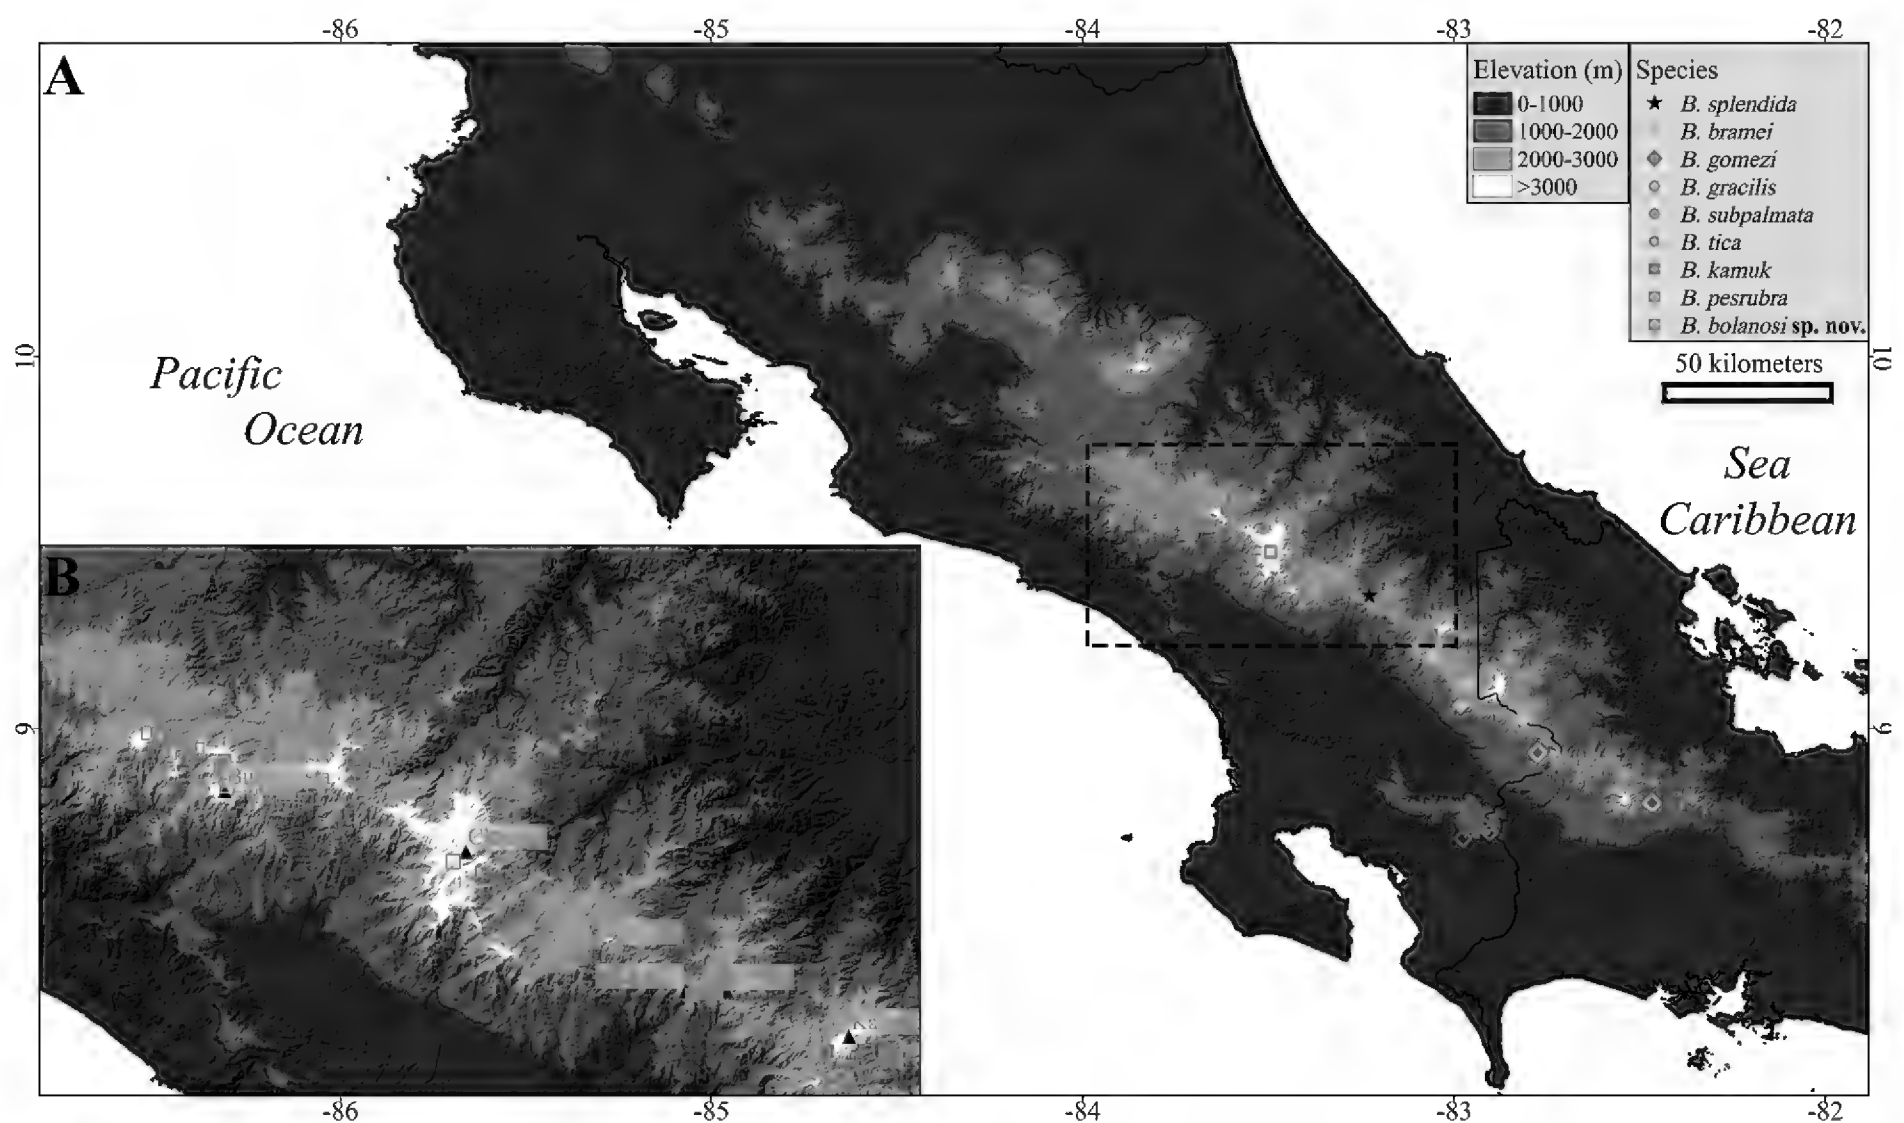 -86 -85 -84 -83 -82
A
Elevation (m)
0-1000
1000-2000
2000-3000
>3000
Species
B. splendida
B. bramei
B. gomezi
B. gracilis
B. subpalmata
B. tica
B. kamuk
B. pesrubra
B. bolanosi sp. nov.
50 kilometers
10
10
Pacific
Ocean
Sea
Caribbean
B
9
9
-86 -85 -84 -83 -82